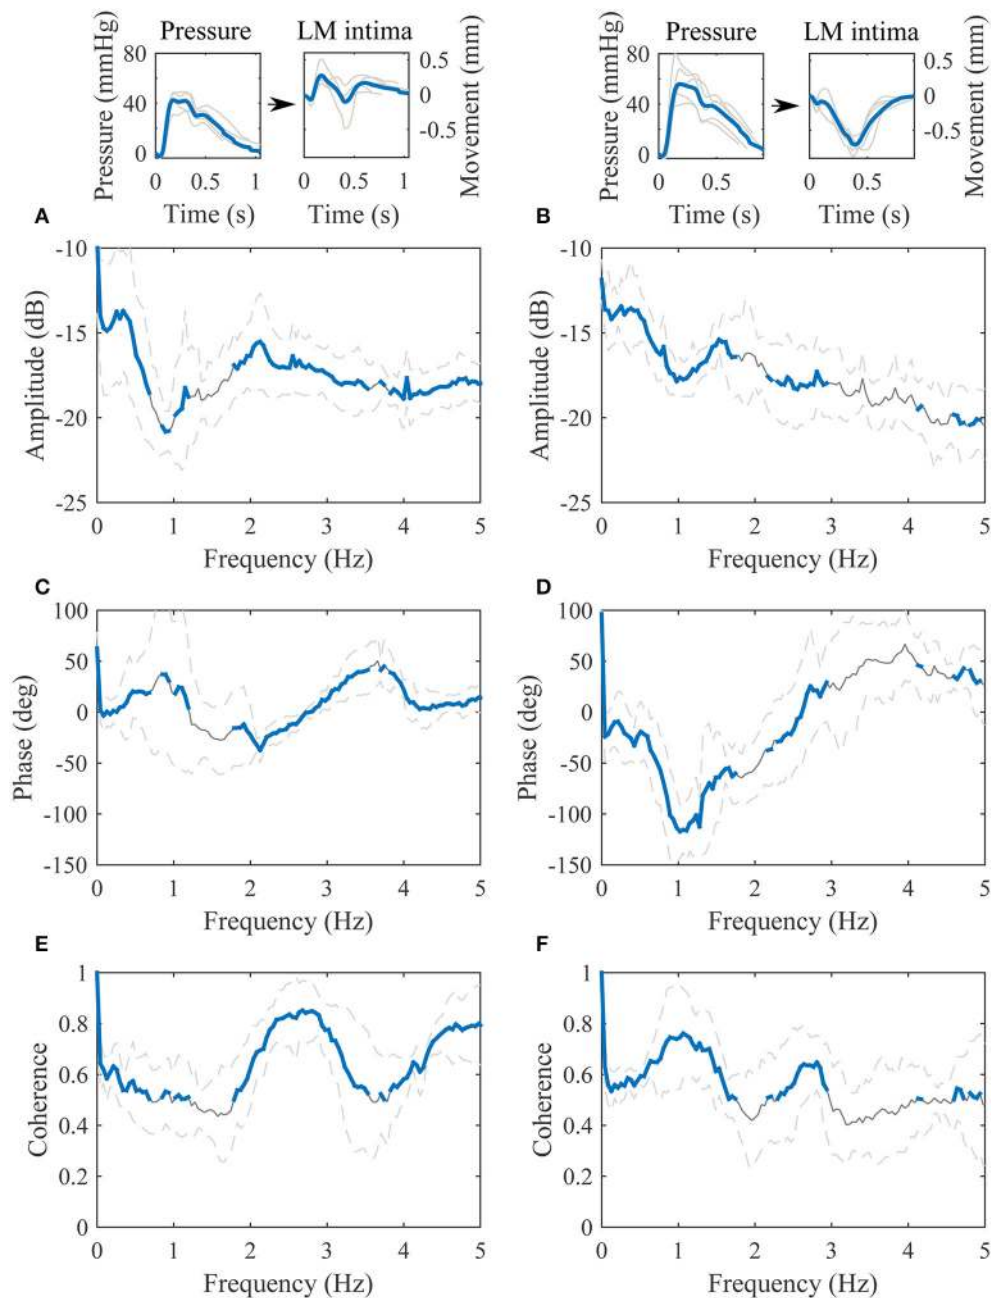 Pressure LM intima
Pressure (mmHg)
80
40
0
0 0.5 1
Time (s)
0.5
0
-0.5
Movement (mm)
0 0.5 1
Time (s)
Pressure LM intima
Pressure (mmHg)
80
40
0
0 0.5
Time (s)
0.5
0
-0.5
Movement (mm)
0 0.5
Time (s)
A
Amplitude (dB)
-10
-15
-20
-25
0 1 2 3 4 5
Frequency (Hz)
B
Amplitude (dB)
-10
-15
-20
-25
0 1 2 3 4 5
Frequency (Hz)
C
Phase (deg)
100
50
0
-50
-100
-150
0 1 2 3 4 5
Frequency (Hz)
D
Phase (deg)
100
50
0
-50
-100
-150
0 1 2 3 4 5
Frequency (Hz)
E
Coherence
1
0.8
0.6
0.4
0.2
0
0 1 2 3 4 5
Frequency (Hz)
F
Coherence
1
0.8
0.6
0.4
0.2
0
0 1 2 3 4 5
Frequency (Hz)